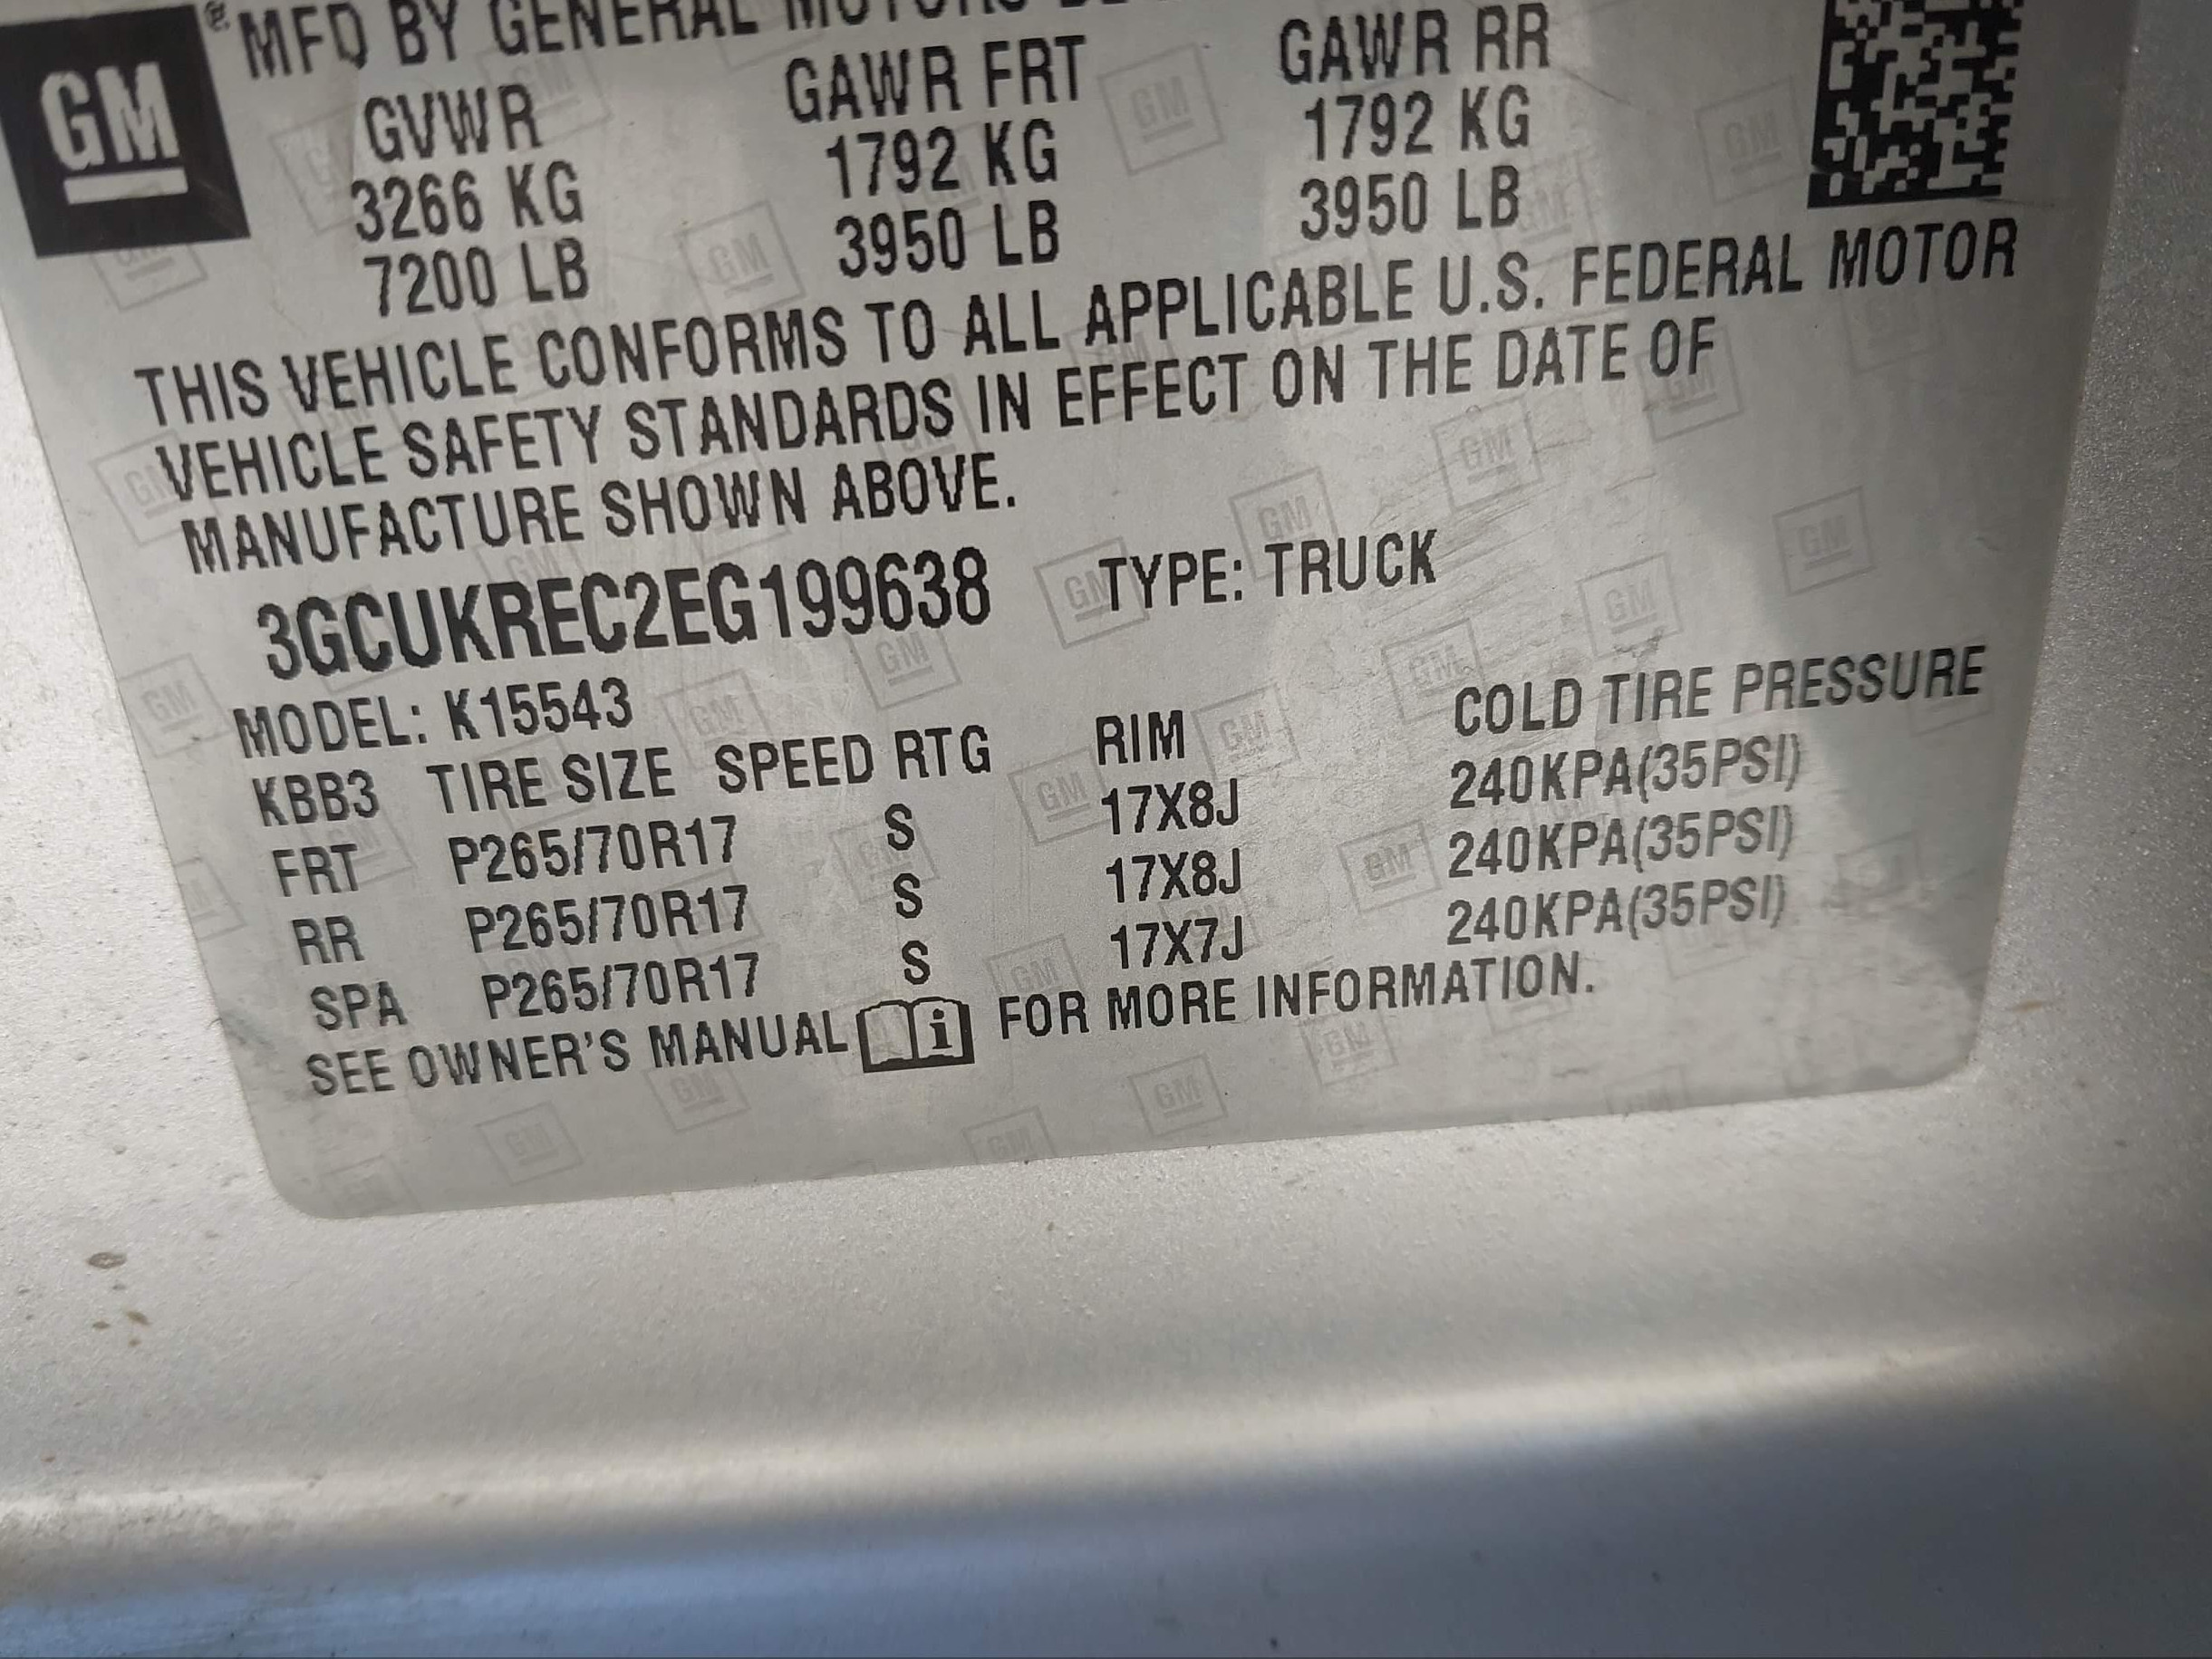 GM
® MFD BY GENERAL MOTORS
GVWR GAWR FRT GAWR RR
3266 KG 1792 KG 1792 KG
7200 LB 3950 LB 3950 LB
THIS VEHICLE CONFORMS TO ALL APPLICABLE U.S. FEDERAL MOTOR
VEHICLE SAFETY STANDARDS IN EFFECT ON THE DATE OF
MANUFACTURE SHOWN ABOVE.
3GCUKREC2EG199638 TYPE: TRUCK
MODEL: K15543
KBB3 TIRE SIZE SPEED RTG RIM COLD TIRE PRESSURE
FRT P265/70R17 S 17X8J 240KPA(35PSI)
RR P265/70R17 S 17X8J 240KPA(35PSI)
SPA P265/70R17 S 17X7J 240KPA(35PSI)
SEE OWNER'S MANUAL i FOR MORE INFORMATION.